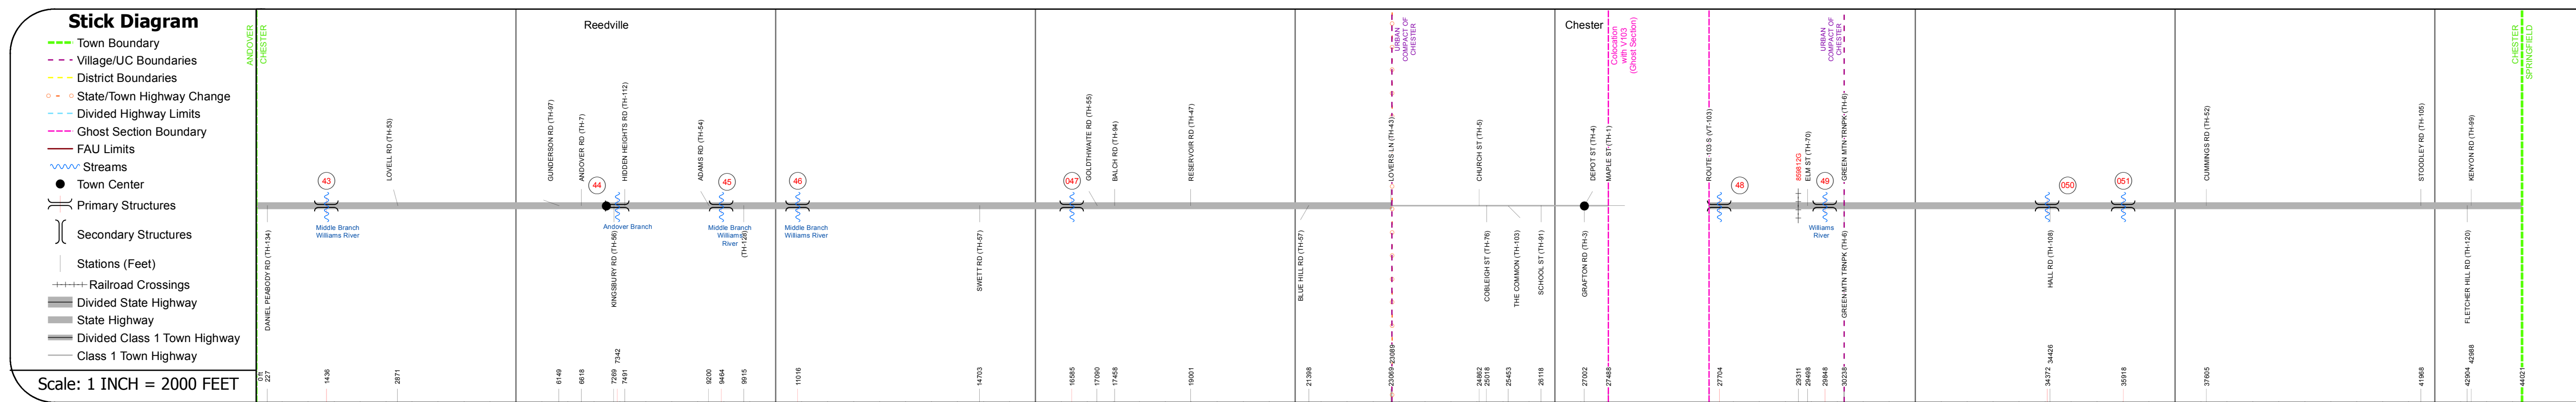 Stick Diagram
Town Boundary
Village/UC Boundaries
District Boundaries
State/Town Highway Change
Divided Highway Limits
Ghost Section Boundary
FAU Limits
Streams
Town Center
Primary Structures
Secondary Structures
Stations (Feet)
Railroad Crossings
Divided State Highway
State Highway
Divided Class 1 Town Highway
Class 1 Town Highway
Scale: 1 INCH = 2000 FEET
ANDOVER
CHESTER
Reedville
Chester
URBAN
COMPACT OF
CHESTER
Colocation
with V103
(Ghost Section)
URBAN
COMPACT OF
CHESTER
CHESTER
SPRINGFIELD
LOVELL RD (TH-53)
GUNDERSON RD (TH-97)
ANDOVER RD (TH-7)
HIDDEN HEIGHTS RD (TH-112)
ADAMS RD (TH-54)
GOLDTHWAITE RD (TH-55)
BALCH RD (TH-94)
RESERVOIR RD (TH-47)
LOVERS LN (TH-43)
CHURCH ST (TH-5)
DEPOT ST (TH-4)
MAPLE ST (TH-1)
ROUTE 103 S (VT-103)
859812G
ELM ST (TH-70)
GREEN MTN TRNPK (TH-6)
CUMMINGS RD (TH-52)
STOODLEY RD (TH-105)
KENYON RD (TH-99)
43
44
45
46
047
48
49
050
051
Middle Branch
Williams River
Andover Branch
Middle Branch
Williams
River
Middle Branch
Williams River
Williams
River
DANIEL PEABODY RD (TH-134)
KINGSBURY RD (TH-56)
(TH-128)
SWETT RD (TH-57)
BLUE HILL RD (TH-57)
COBLEIGH ST (TH-76)
THE COMMON (TH-103)
SCHOOL ST (TH-91)
GRAFTON RD (TH-3)
GREEN MTN TRNPK (TH-6)
HALL RD (TH-108)
FLETCHER HILL RD (TH-120)
0 ft
227
1436
2871
6149
6618
7269
7342
7491
9200
9464
9915
11016
14703
16585
17090
17458
19001
21398
23069
23089
24862
25018
25453
26118
27002
27488
27704
29311
29498
29848
30238
34372
34426
35918
37605
41968
42904
42988
44021